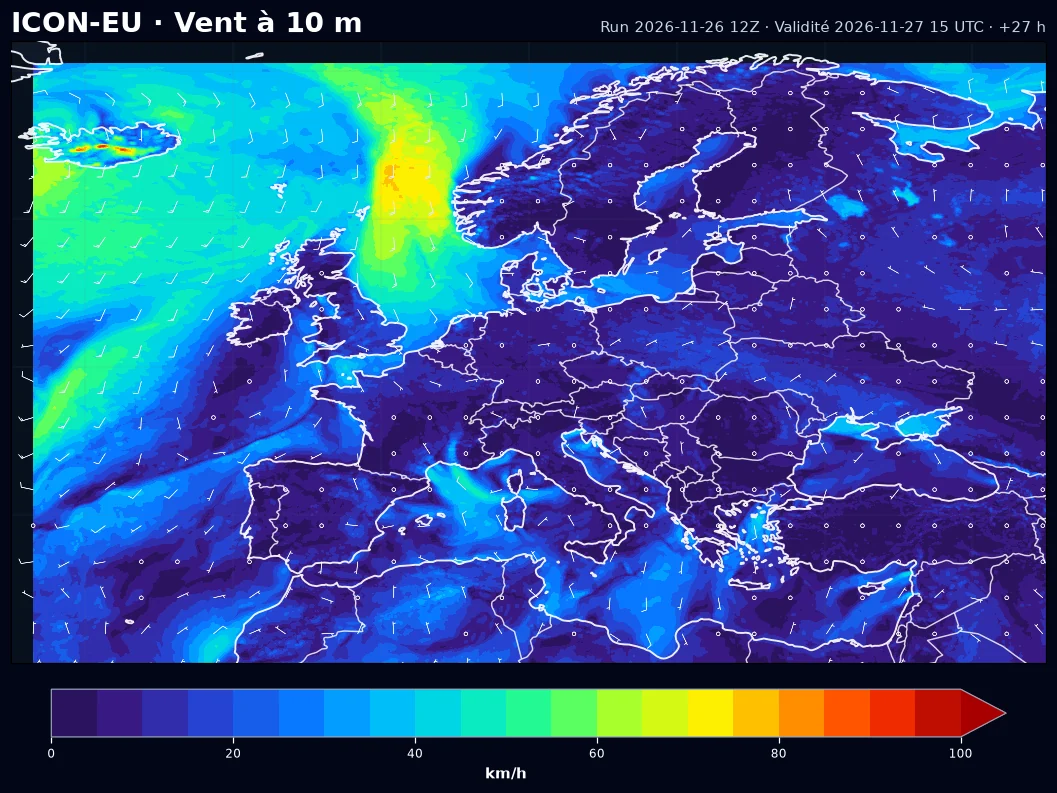 ICON-EU · Vent à 10 m
Run 2026-11-26 12Z · Validité 2026-11-27 15 UTC · +27 h
0 20 40 60 80 100
km/h